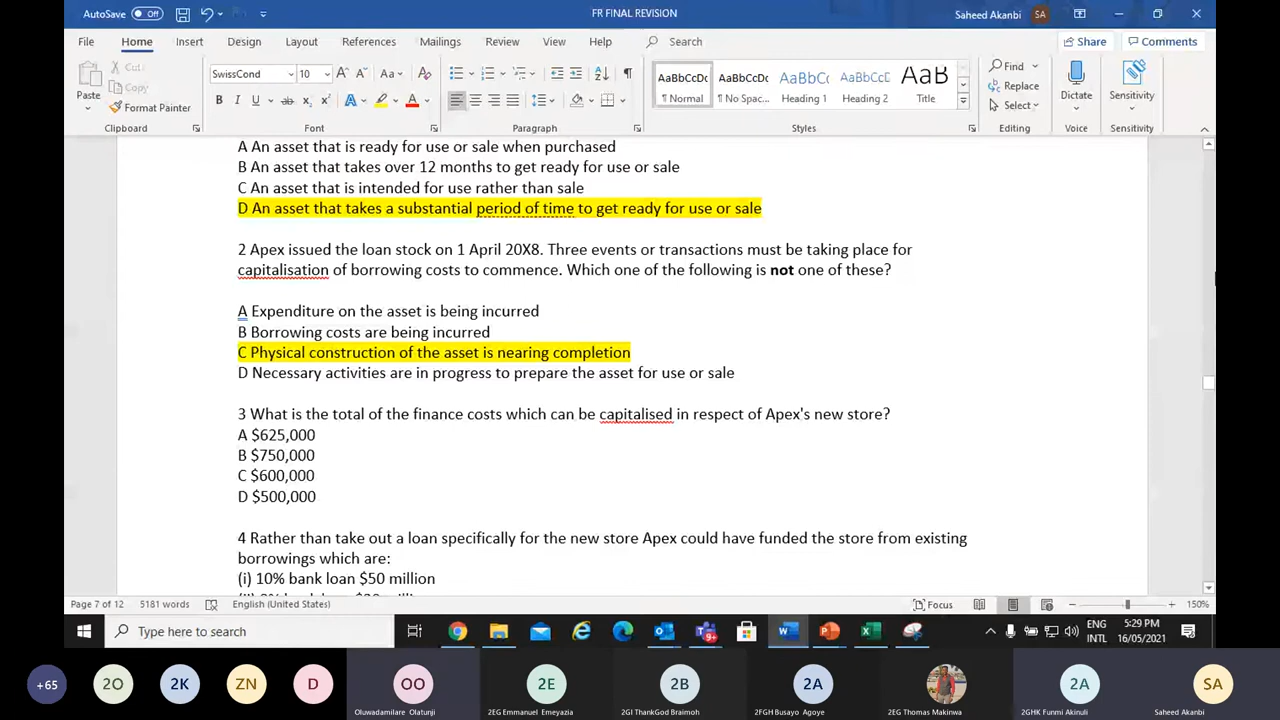 AutoSave Off
FR FINAL REVISION
Saheed Akanbi SA
File Home Insert Design Layout References Mailings Review View Help Search Share Comments
Paste
Cut
Copy
Format Painter
Clipboard
SwissCond 10
Font
Paragraph
AaBbCcDc AaBbCcDc AaBbCc AaBbCcE AaB
¶ Normal ¶ No Spac... Heading 1 Heading 2 Title
Styles
Find
Replace
Select
Editing
Dictate
Voice
Sensitivity
Sensitivity
A An asset that is ready for use or sale when purchased
B An asset that takes over 12 months to get ready for use or sale
C An asset that is intended for use rather than sale
D An asset that takes a substantial period of time to get ready for use or sale
2 Apex issued the loan stock on 1 April 20X8. Three events or transactions must be taking place for
capitalisation of borrowing costs to commence. Which one of the following is not one of these?
A Expenditure on the asset is being incurred
B Borrowing costs are being incurred
C Physical construction of the asset is nearing completion
D Necessary activities are in progress to prepare the asset for use or sale
3 What is the total of the finance costs which can be capitalised in respect of Apex's new store?
A $625,000
B $750,000
C $600,000
D $500,000
4 Rather than take out a loan specifically for the new store Apex could have funded the store from existing
borrowings which are:
(i) 10% bank loan $50 million
Page 7 of 12 5181 words English (United States) Focus 150%
Type here to search
ENG
INTL
5:29 PM
16/05/2021
+65 2O 2K ZN D OO 2E 2B 2A 2A SA
Oluwadamilare Olatunji 2EG Emmanuel Emeyazia 2GI ThankGod Braimoh 2FGH Busayo Agoye 2EG Thomas Makinwa 2GHK Funmi Akinuli Saheed Akanbi